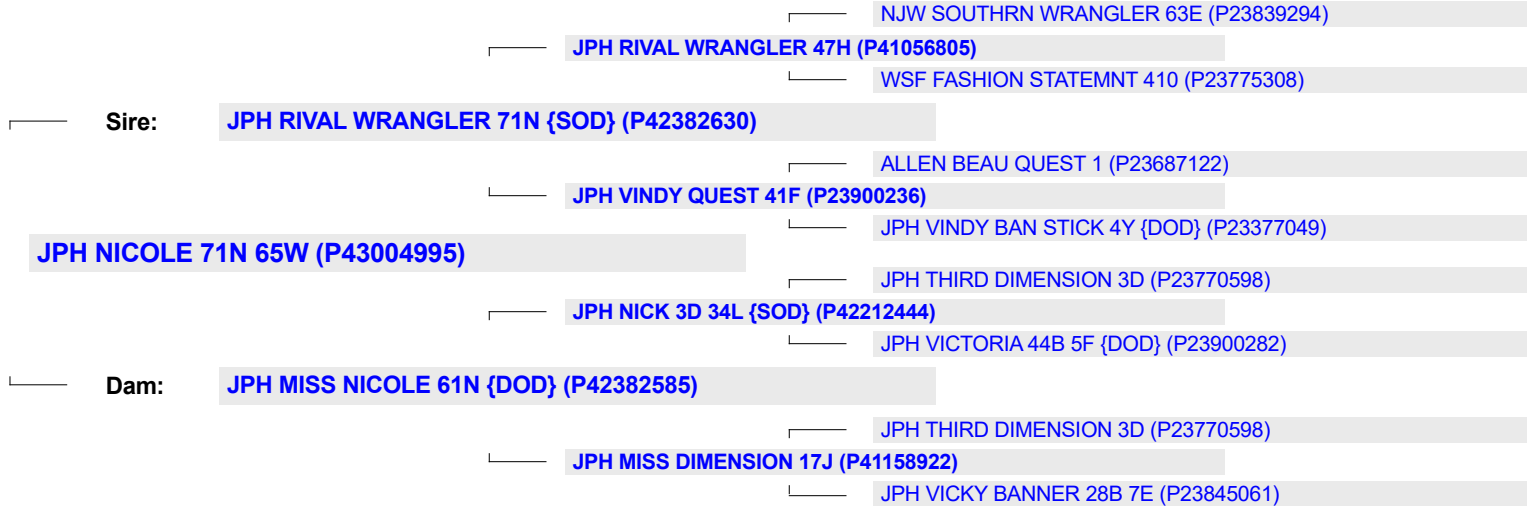 NJW SOUTHRN WRANGLER 63E (P23839294)
JPH RIVAL WRANGLER 47H (P41056805)
WSF FASHION STATEMNT 410 (P23775308)
Sire: JPH RIVAL WRANGLER 71N {SOD} (P42382630)
ALLEN BEAU QUEST 1 (P23687122)
JPH VINDY QUEST 41F (P23900236)
JPH VINDY BAN STICK 4Y {DOD} (P23377049)
JPH NICOLE 71N 65W (P43004995)
JPH THIRD DIMENSION 3D (P23770598)
JPH NICK 3D 34L {SOD} (P42212444)
JPH VICTORIA 44B 5F {DOD} (P23900282)
Dam: JPH MISS NICOLE 61N {DOD} (P42382585)
JPH THIRD DIMENSION 3D (P23770598)
JPH MISS DIMENSION 17J (P41158922)
JPH VICKY BANNER 28B 7E (P23845061)